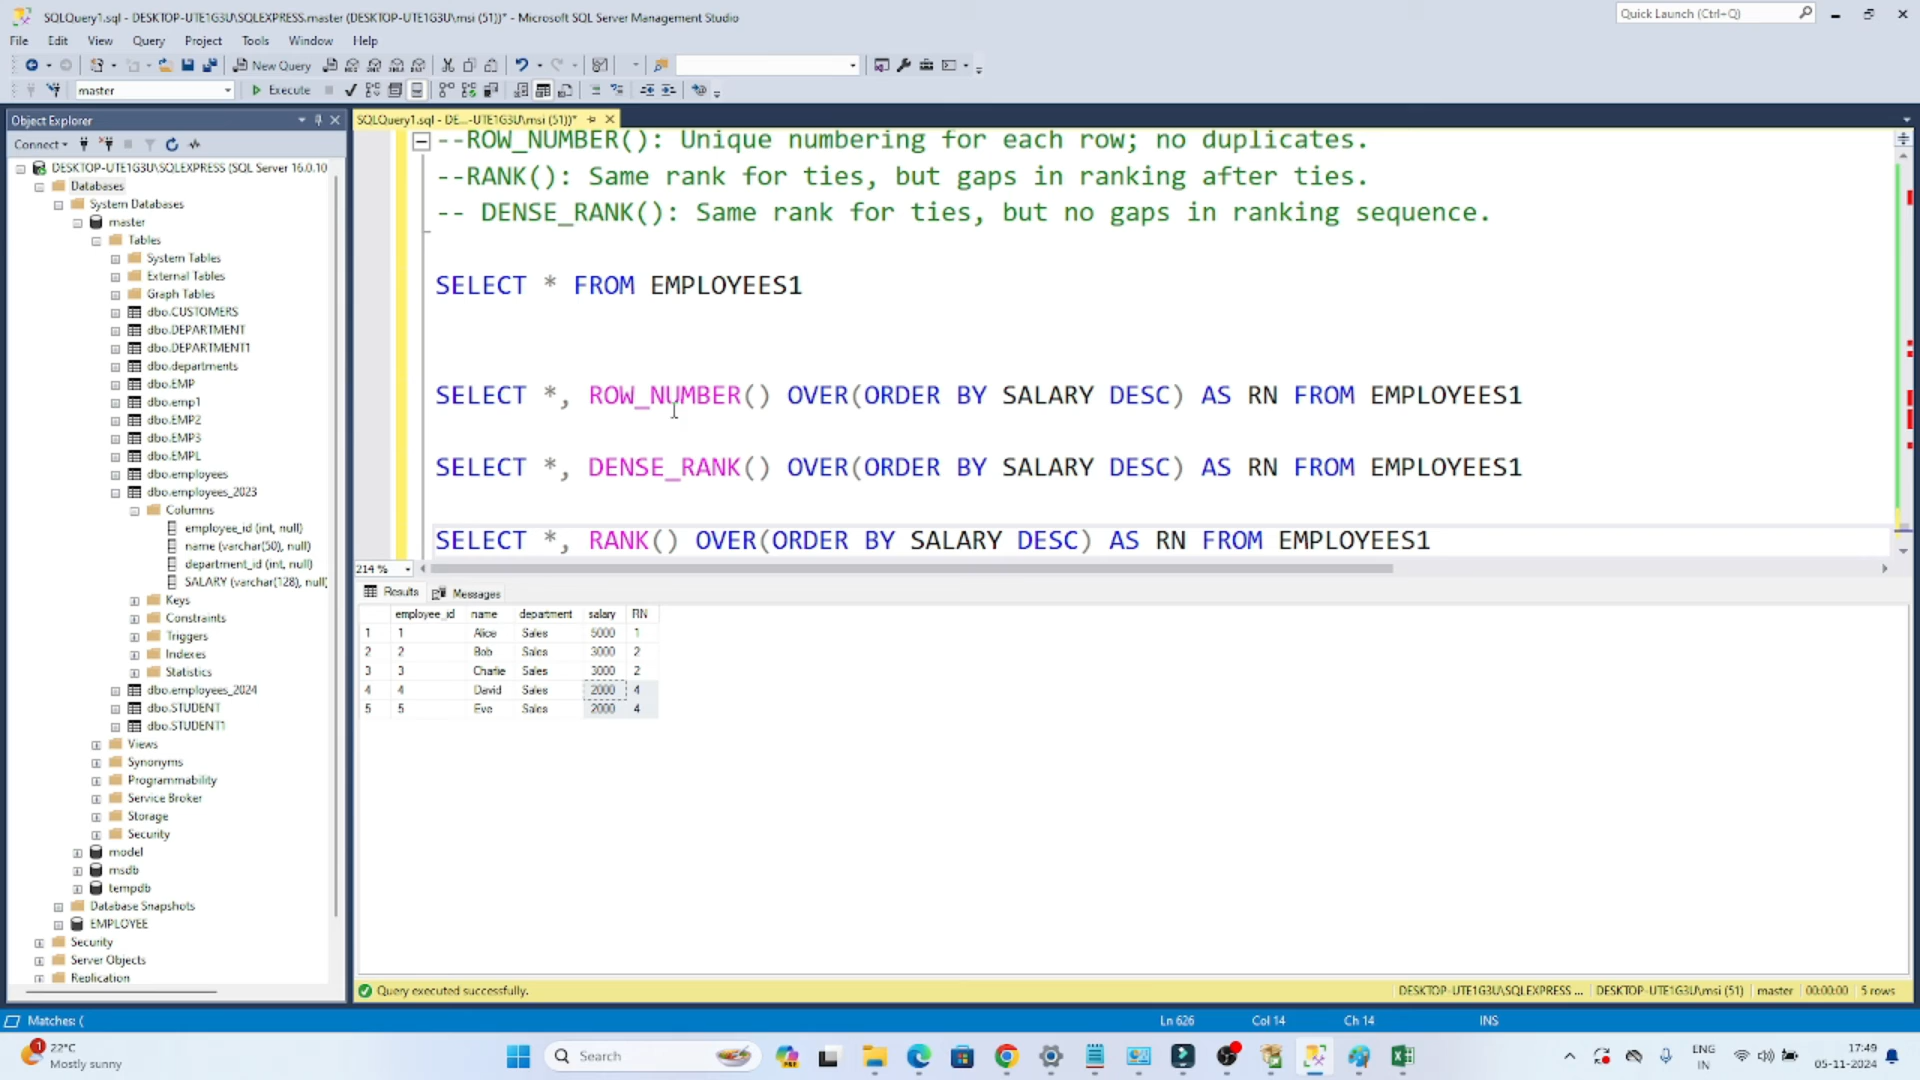 SQLQuery1.sql - DESKTOP-UTE1G3U\SQLEXPRESS.master (DESKTOP-UTE1G3U\msi (51))* - Microsoft SQL Server Management Studio
Quick Launch (Ctrl+Q)
File Edit View Query Project Tools Window Help
New Query
master
Execute
Object Explorer
Connect
DESKTOP-UTE1G3U\SQLEXPRESS (SQL Server 16.0.10
Databases
System Databases
master
Tables
System Tables
External Tables
Graph Tables
dbo.CUSTOMERS
dbo.DEPARTMENT
dbo.DEPARTMENT1
dbo.departments
dbo.EMP
dbo.emp1
dbo.EMP2
dbo.EMP3
dbo.EMPL
dbo.employees
dbo.employees_2023
Columns
employee_id (int, null)
name (varchar(50), null)
department_id (int, null)
SALARY (varchar(128), null)
Keys
Constraints
Triggers
Indexes
Statistics
dbo.employees_2024
dbo.STUDENT
dbo.STUDENT1
Views
Synonyms
Programmability
Service Broker
Storage
Security
model
msdb
tempdb
Database Snapshots
EMPLOYEE
Security
Server Objects
Replication
SQLQuery1.sql - DE...-UTE1G3U\msi (51))*
--ROW_NUMBER(): Unique numbering for each row; no duplicates.
--RANK(): Same rank for ties, but gaps in ranking after ties.
-- DENSE_RANK(): Same rank for ties, but no gaps in ranking sequence.
SELECT * FROM EMPLOYEES1
SELECT *, ROW_NUMBER() OVER(ORDER BY SALARY DESC) AS RN FROM EMPLOYEES1
SELECT *, DENSE_RANK() OVER(ORDER BY SALARY DESC) AS RN FROM EMPLOYEES1
SELECT *, RANK() OVER(ORDER BY SALARY DESC) AS RN FROM EMPLOYEES1
214 %
Results Messages
employee_id name department salary RN
1 1 Alice Sales 5000 1
2 2 Bob Sales 3000 2
3 3 Charlie Sales 3000 2
4 4 David Sales 2000 4
5 5 Eve Sales 2000 4
Query executed successfully.
DESKTOP-UTE1G3U\SQLEXPRESS ... DESKTOP-UTE1G3U\msi (51) master 00:00:00 5 rows
Matches: (
Ln 626 Col 14 Ch 14 INS
1
22°C
Mostly sunny
Search
ENG
IN
17:49
05-11-2024